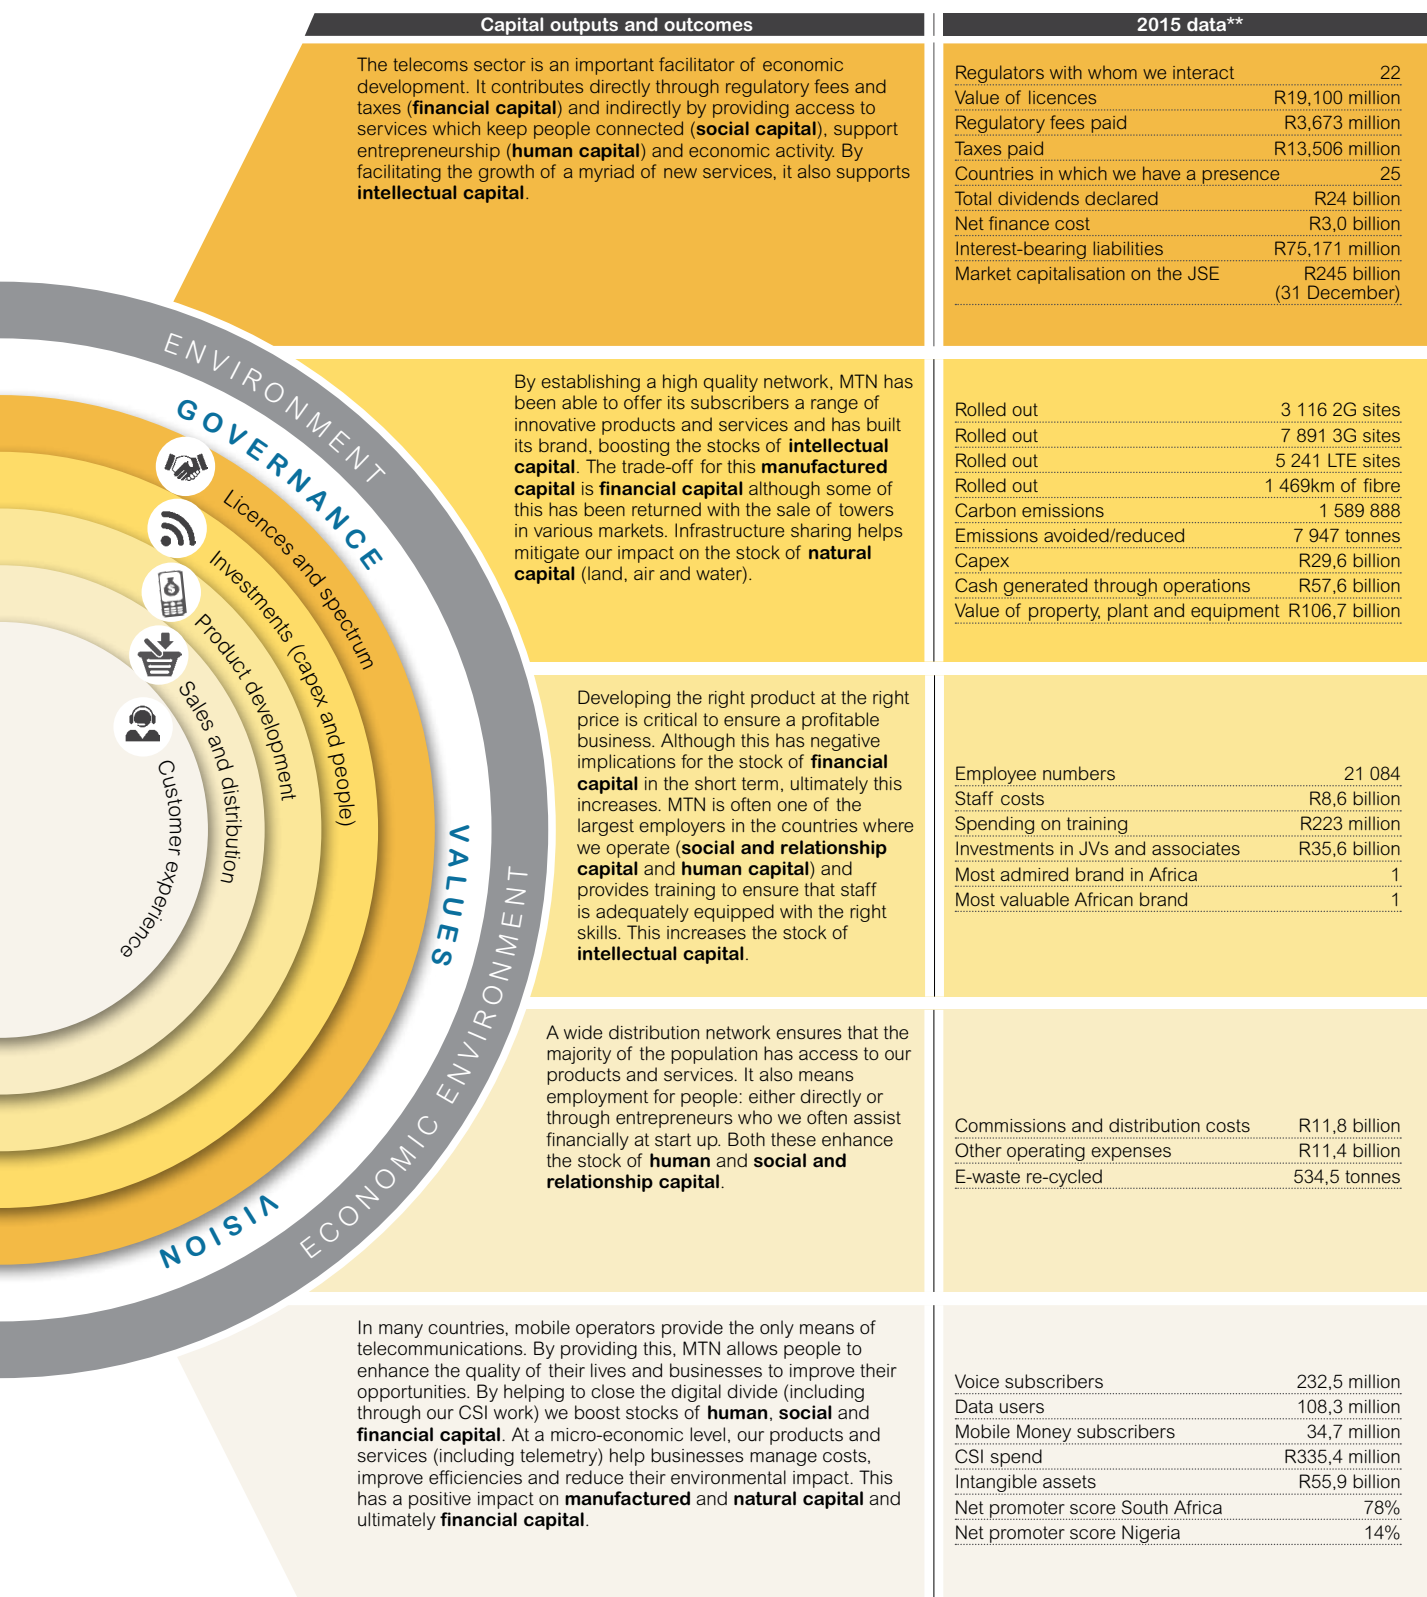 Capital outputs and outcomes
2015 data**
The telecoms sector is an important facilitator of economic
development. It contributes directly through regulatory fees and
taxes (financial capital) and indirectly by providing access to
services which keep people connected (social capital), support
entrepreneurship (human capital) and economic activity. By
facilitating the growth of a myriad of new services, it also supports
intellectual capital.
Regulators with whom we interact 22
Value of licences R19,100 million
Regulatory fees paid R3,673 million
Taxes paid R13,506 million
Countries in which we have a presence 25
Total dividends declared R24 billion
Net finance cost R3,0 billion
Interest-bearing liabilities R75,171 million
Market capitalisation on the JSE R245 billion
(31 December)
By establishing a high quality network, MTN has
been able to offer its subscribers a range of
innovative products and services and has built
its brand, boosting the stocks of intellectual
capital. The trade-off for this manufactured
capital is financial capital although some of
this has been returned with the sale of towers
in various markets. Infrastructure sharing helps
mitigate our impact on the stock of natural
capital (land, air and water).
Rolled out 3 116 2G sites
Rolled out 7 891 3G sites
Rolled out 5 241 LTE sites
Rolled out 1 469km of fibre
Carbon emissions 1 589 888
Emissions avoided/reduced 7 947 tonnes
Capex R29,6 billion
Cash generated through operations R57,6 billion
Value of property, plant and equipment R106,7 billion
Developing the right product at the right
price is critical to ensure a profitable
business. Although this has negative
implications for the stock of financial
capital in the short term, ultimately this
increases. MTN is often one of the
largest employers in the countries where
we operate (social and relationship
capital and human capital) and
provides training to ensure that staff
is adequately equipped with the right
skills. This increases the stock of
intellectual capital.
Employee numbers 21 084
Staff costs R8,6 billion
Spending on training R223 million
Investments in JVs and associates R35,6 billion
Most admired brand in Africa 1
Most valuable African brand 1
A wide distribution network ensures that the
majority of the population has access to our
products and services. It also means
employment for people: either directly or
through entrepreneurs who we often assist
financially at start up. Both these enhance
the stock of human and social and
relationship capital.
Commissions and distribution costs R11,8 billion
Other operating expenses R11,4 billion
E-waste re-cycled 534,5 tonnes
In many countries, mobile operators provide the only means of
telecommunications. By providing this, MTN allows people to
enhance the quality of their lives and businesses to improve their
opportunities. By helping to close the digital divide (including
through our CSI work) we boost stocks of human, social and
financial capital. At a micro-economic level, our products and
services (including telemetry) help businesses manage costs,
improve efficiencies and reduce their environmental impact. This
has a positive impact on manufactured and natural capital and
ultimately financial capital.
Voice subscribers 232,5 million
Data users 108,3 million
Mobile Money subscribers 34,7 million
CSI spend R335,4 million
Intangible assets R55,9 billion
Net promoter score South Africa 78%
Net promoter score Nigeria 14%
ENVIRONMENT
GOVERNANCE
Licences and spectrum
Investments (capex and people)
Product development
Sales and distribution
Customer experience
VALUES
ECONOMIC ENVIRONMENT
VISION